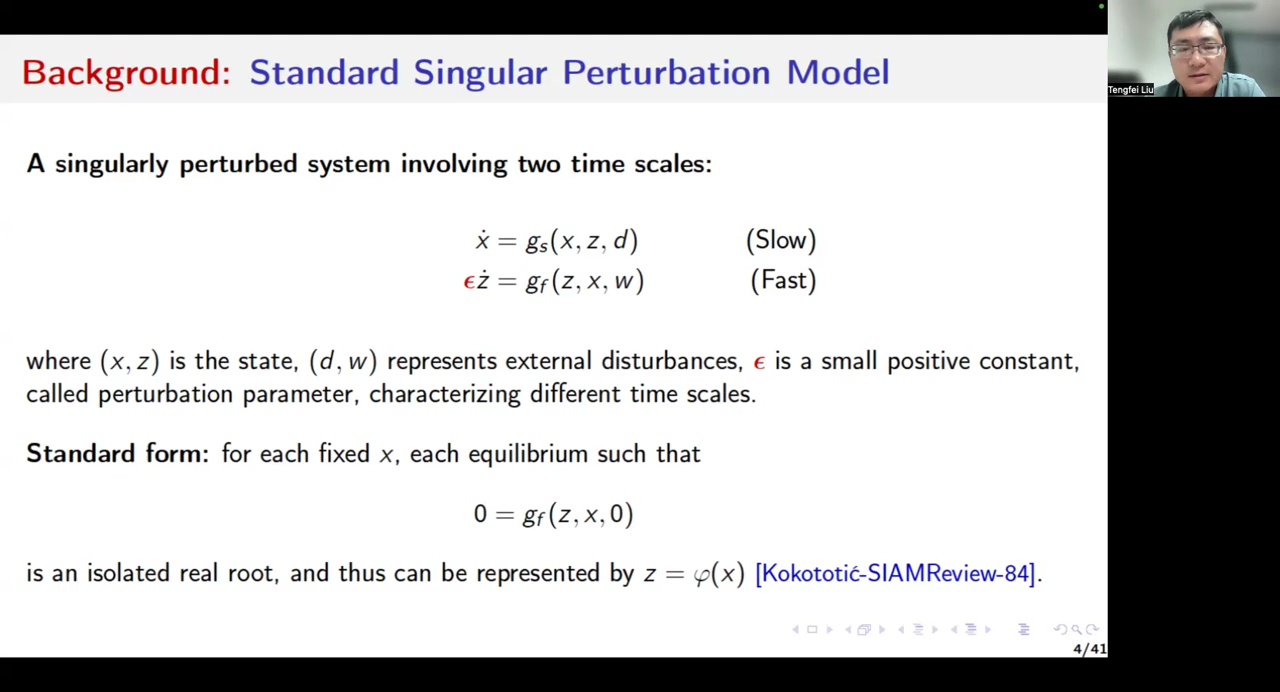 Background: Standard Singular Perturbation Model
Tengfei Liu
A singularly perturbed system involving two time scales:
ẋ = gₛ(x, z, d) (Slow)
ϵż = g_f(z, x, w) (Fast)
where (x, z) is the state, (d, w) represents external disturbances, ϵ is a small positive constant,
called perturbation parameter, characterizing different time scales.
Standard form: for each fixed x, each equilibrium such that
0 = g_f(z, x, 0)
is an isolated real root, and thus can be represented by z = φ(x) [Kokototić-SIAMReview-84].
4/41